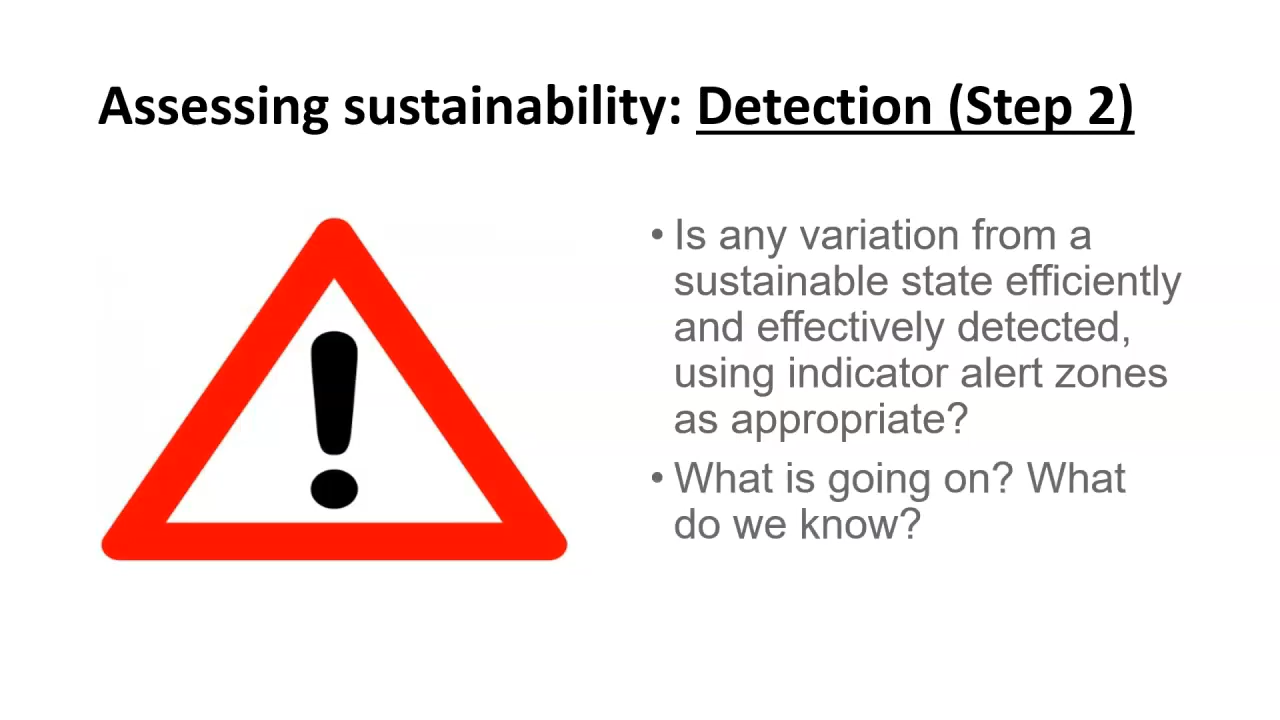 Assessing sustainability: Detection (Step 2)
• Is any variation from a
sustainable state efficiently
and effectively detected,
using indicator alert zones
as appropriate?
• What is going on? What
do we know?